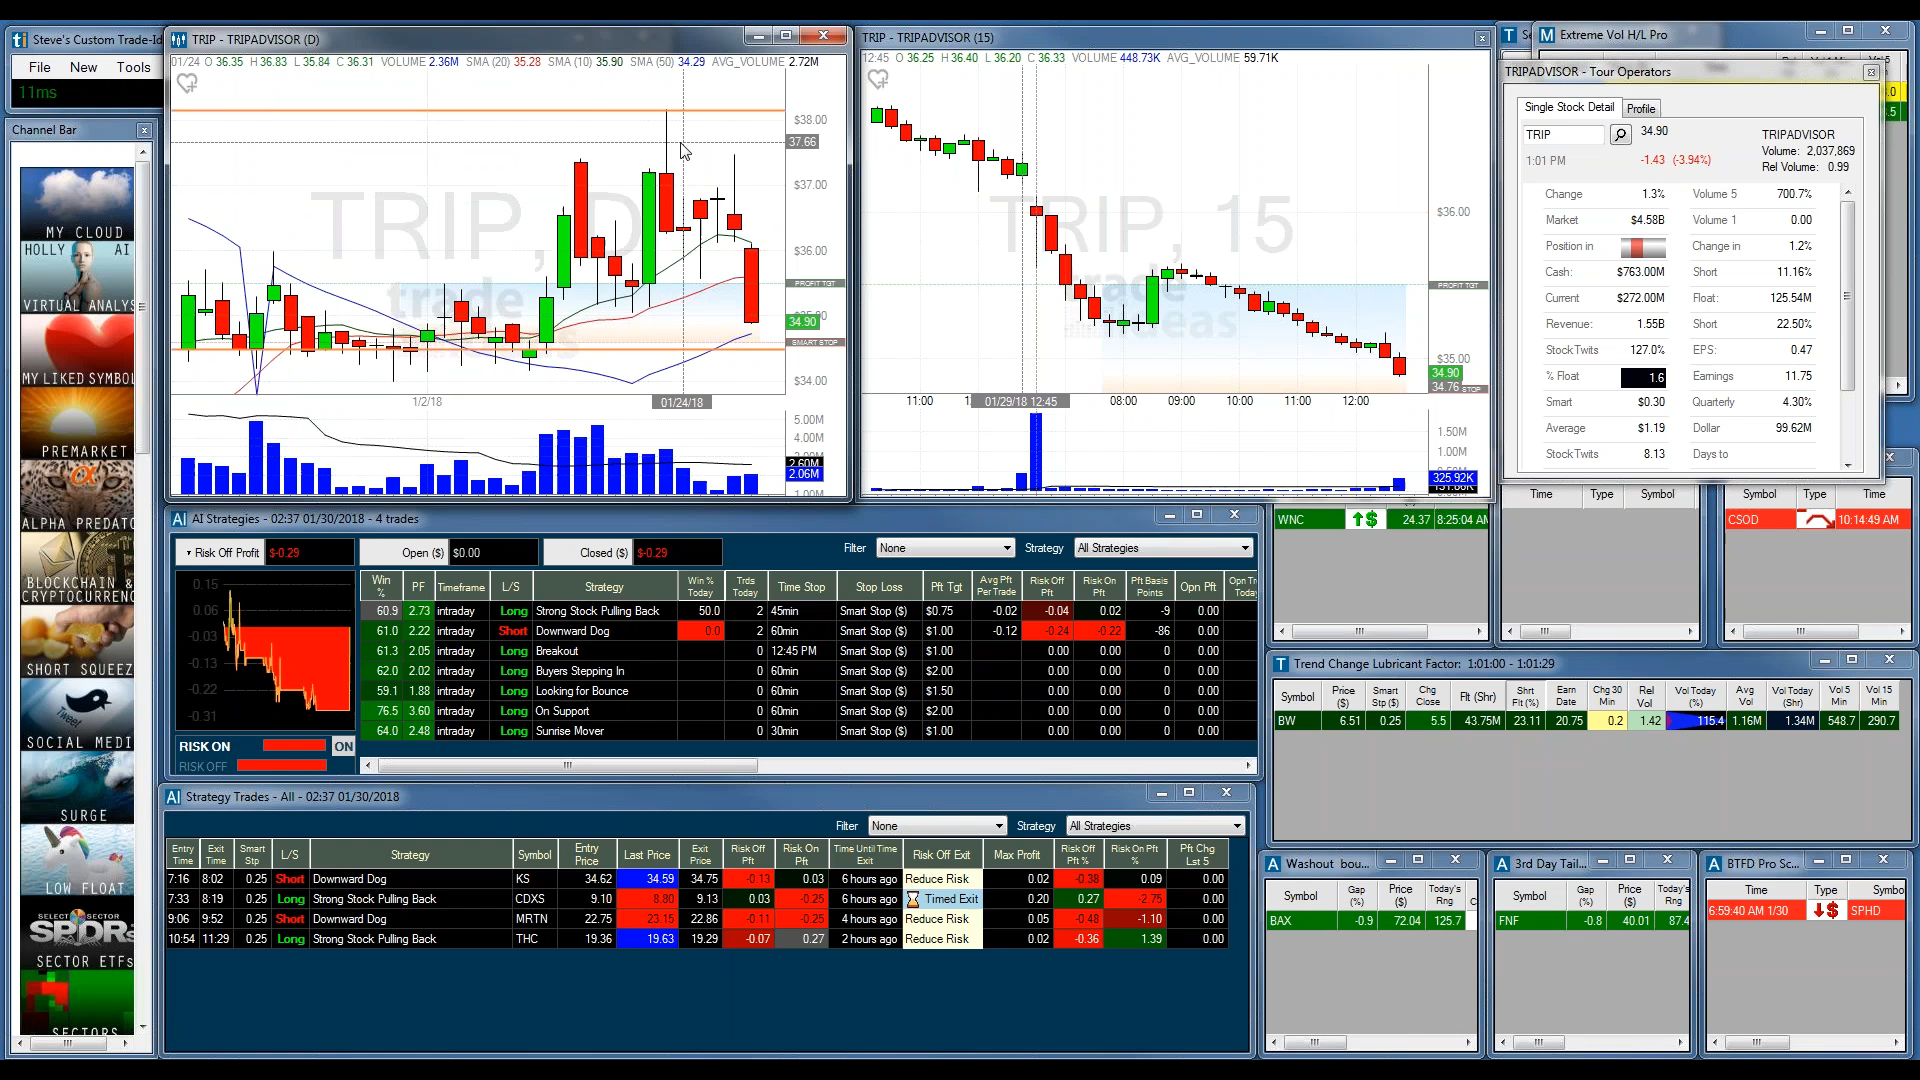 Steve's Custom Trade-Id
File New Tools
11ms
Channel Bar
MY CLOUD
HOLLY AI
VIRTUAL ANALYS
MY LIKED SYMBOL
PREMARKET
ALPHA PREDATO
BLOCKCHAIN &
CRYPTOCURRENC
SHORT SQUEEZ
SOCIAL MEDI
SURGE
LOW FLOAT
SELECT SECTOR
SPDRs
SECTOR ETFs
SECTORS
TRIP - TRIPADVISOR (D)
01/24 O 36.35 H 36.83 L 35.84 C 36.31 VOLUME 2.36M SMA (20) 35.28 SMA (10) 35.90 SMA (50) 34.29 AVG_VOLUME 2.72M
TRIP, D
trade
ideas
$38.00
37.66
$37.00
$36.00
PROFIT TGT
34.90
SMART STOP
$34.00
1/2/18 01/24/18
5.00M
4.00M
2.60M
2.06M
1.00M
TRIP - TRIPADVISOR (15)
12:45 O 36.25 H 36.40 L 36.20 C 36.33 VOLUME 448.73K AVG_VOLUME 59.71K
TRIP, 15
trade
ideas
$36.00
PROFIT TGT
$35.00
34.90
34.76 STOP
11:00 01/29/18 12:45 08:00 09:00 10:00 11:00 12:00
1.50M
1.00M
325.92K
Extreme Vol H/L Pro
TRIPADVISOR - Tour Operators
Single Stock Detail Profile
TRIP 34.90 TRIPADVISOR
Volume: 2,037,869
1:01 PM -1.43 (-3.94%) Rel Volume: 0.99
Change 1.3% Volume 5 700.7%
Market $4.58B Volume 1 0.00
Position in Change in 1.2%
Cash: $763.00M Short 11.16%
Current $272.00M Float: 125.54M
Revenue: 1.55B Short 22.50%
StockTwits 127.0% EPS: 0.47
% Float 1.6 Earnings 11.75
Smart $0.30 Quarterly 4.30%
Average $1.19 Dollar 99.62M
StockTwits 8.13 Days to
AI Strategies - 02:37 01/30/2018 - 4 trades
Risk Off Profit $-0.29 Open ($) $0.00 Closed ($) $-0.29 Filter None Strategy All Strategies
0.15
0.06
-0.03
-0.13
-0.22
-0.31
RISK ON ON
RISK OFF
Win % PF Timeframe L/S Strategy Win % Today Trds Today Time Stop Stop Loss Pft Tgt Avg Pft Per Trade Risk Off Pft Risk On Pft Pft Basis Points Opn Pft Opn Tr Today
60.9 2.73 intraday Long Strong Stock Pulling Back 50.0 2 45min Smart Stop ($) $0.75 -0.02 -0.04 0.02 -9 0.00
61.0 2.22 intraday Short Downward Dog 0.0 2 60min Smart Stop ($) $1.00 -0.12 -0.24 -0.22 -86 0.00
61.3 2.05 intraday Long Breakout 0 12:45 PM Smart Stop ($) $1.00 0.00 0.00 0.00 0.00
62.0 2.02 intraday Long Buyers Stepping In 0 60min Smart Stop ($) $2.00 0.00 0.00 0.00 0.00
59.1 1.88 intraday Long Looking for Bounce 0 60min Smart Stop ($) $1.50 0.00 0.00 0.00 0.00
76.5 3.60 intraday Long On Support 0 60min Smart Stop ($) $2.00 0.00 0.00 0.00 0.00
64.0 2.48 intraday Long Sunrise Mover 0 30min Smart Stop ($) $1.00 0.00 0.00 0.00 0.00
Strategy Trades - All - 02:37 01/30/2018
Filter None Strategy All Strategies
Entry Time Exit Time Smart Stp L/S Strategy Symbol Entry Price Last Price Exit Price Risk Off Pft Risk On Pft Time Until Time Exit Risk Off Exit Max Profit Risk Off Pft % Risk On Pft % Pft Chg Lst 5
7:16 8:02 0.25 Short Downward Dog KS 34.62 34.59 34.75 -0.13 0.03 6 hours ago Reduce Risk 0.02 -0.38 0.09 0.00
7:33 8:19 0.25 Long Strong Stock Pulling Back CDXS 9.10 8.80 9.13 0.03 -0.25 6 hours ago Timed Exit 0.20 0.27 -2.75 0.00
9:06 9:52 0.25 Short Downward Dog MRTN 22.75 23.15 22.86 -0.11 -0.25 4 hours ago Reduce Risk 0.05 -0.48 -1.10 0.00
10:54 11:29 0.25 Long Strong Stock Pulling Back THC 19.36 19.63 19.29 -0.07 0.27 2 hours ago Reduce Risk 0.02 -0.36 1.39 0.00
WNC 24.37 8:25:04 AM
Time Type Symbol
Symbol Type Time
CSOD 10:14:49 AM
Trend Change Lubricant Factor: 1:01:00 - 1:01:29
Symbol Price ($) Smart Stp ($) Chg Close Flt (Shr) Shrt Flt (%) Earn Date Chg 30 Min Rel Vol Vol Today (%) Avg Vol Vol Today (Shr) Vol 5 Min Vol 15 Min
BW 6.51 0.25 5.5 43.75M 23.11 20.75 0.2 1.42 115.4 1.16M 1.34M 548.7 290.7
Washout bou...
Symbol Gap (%) Price ($) Today's Rng
BAX -0.9 72.04 125.7
3rd Day Tail...
Symbol Gap (%) Price ($) Today's Rng
FNF -0.8 40.01 87.4
BTFD Pro Sc...
Time Type Symbo
6:59:40 AM 1/30 SPHD